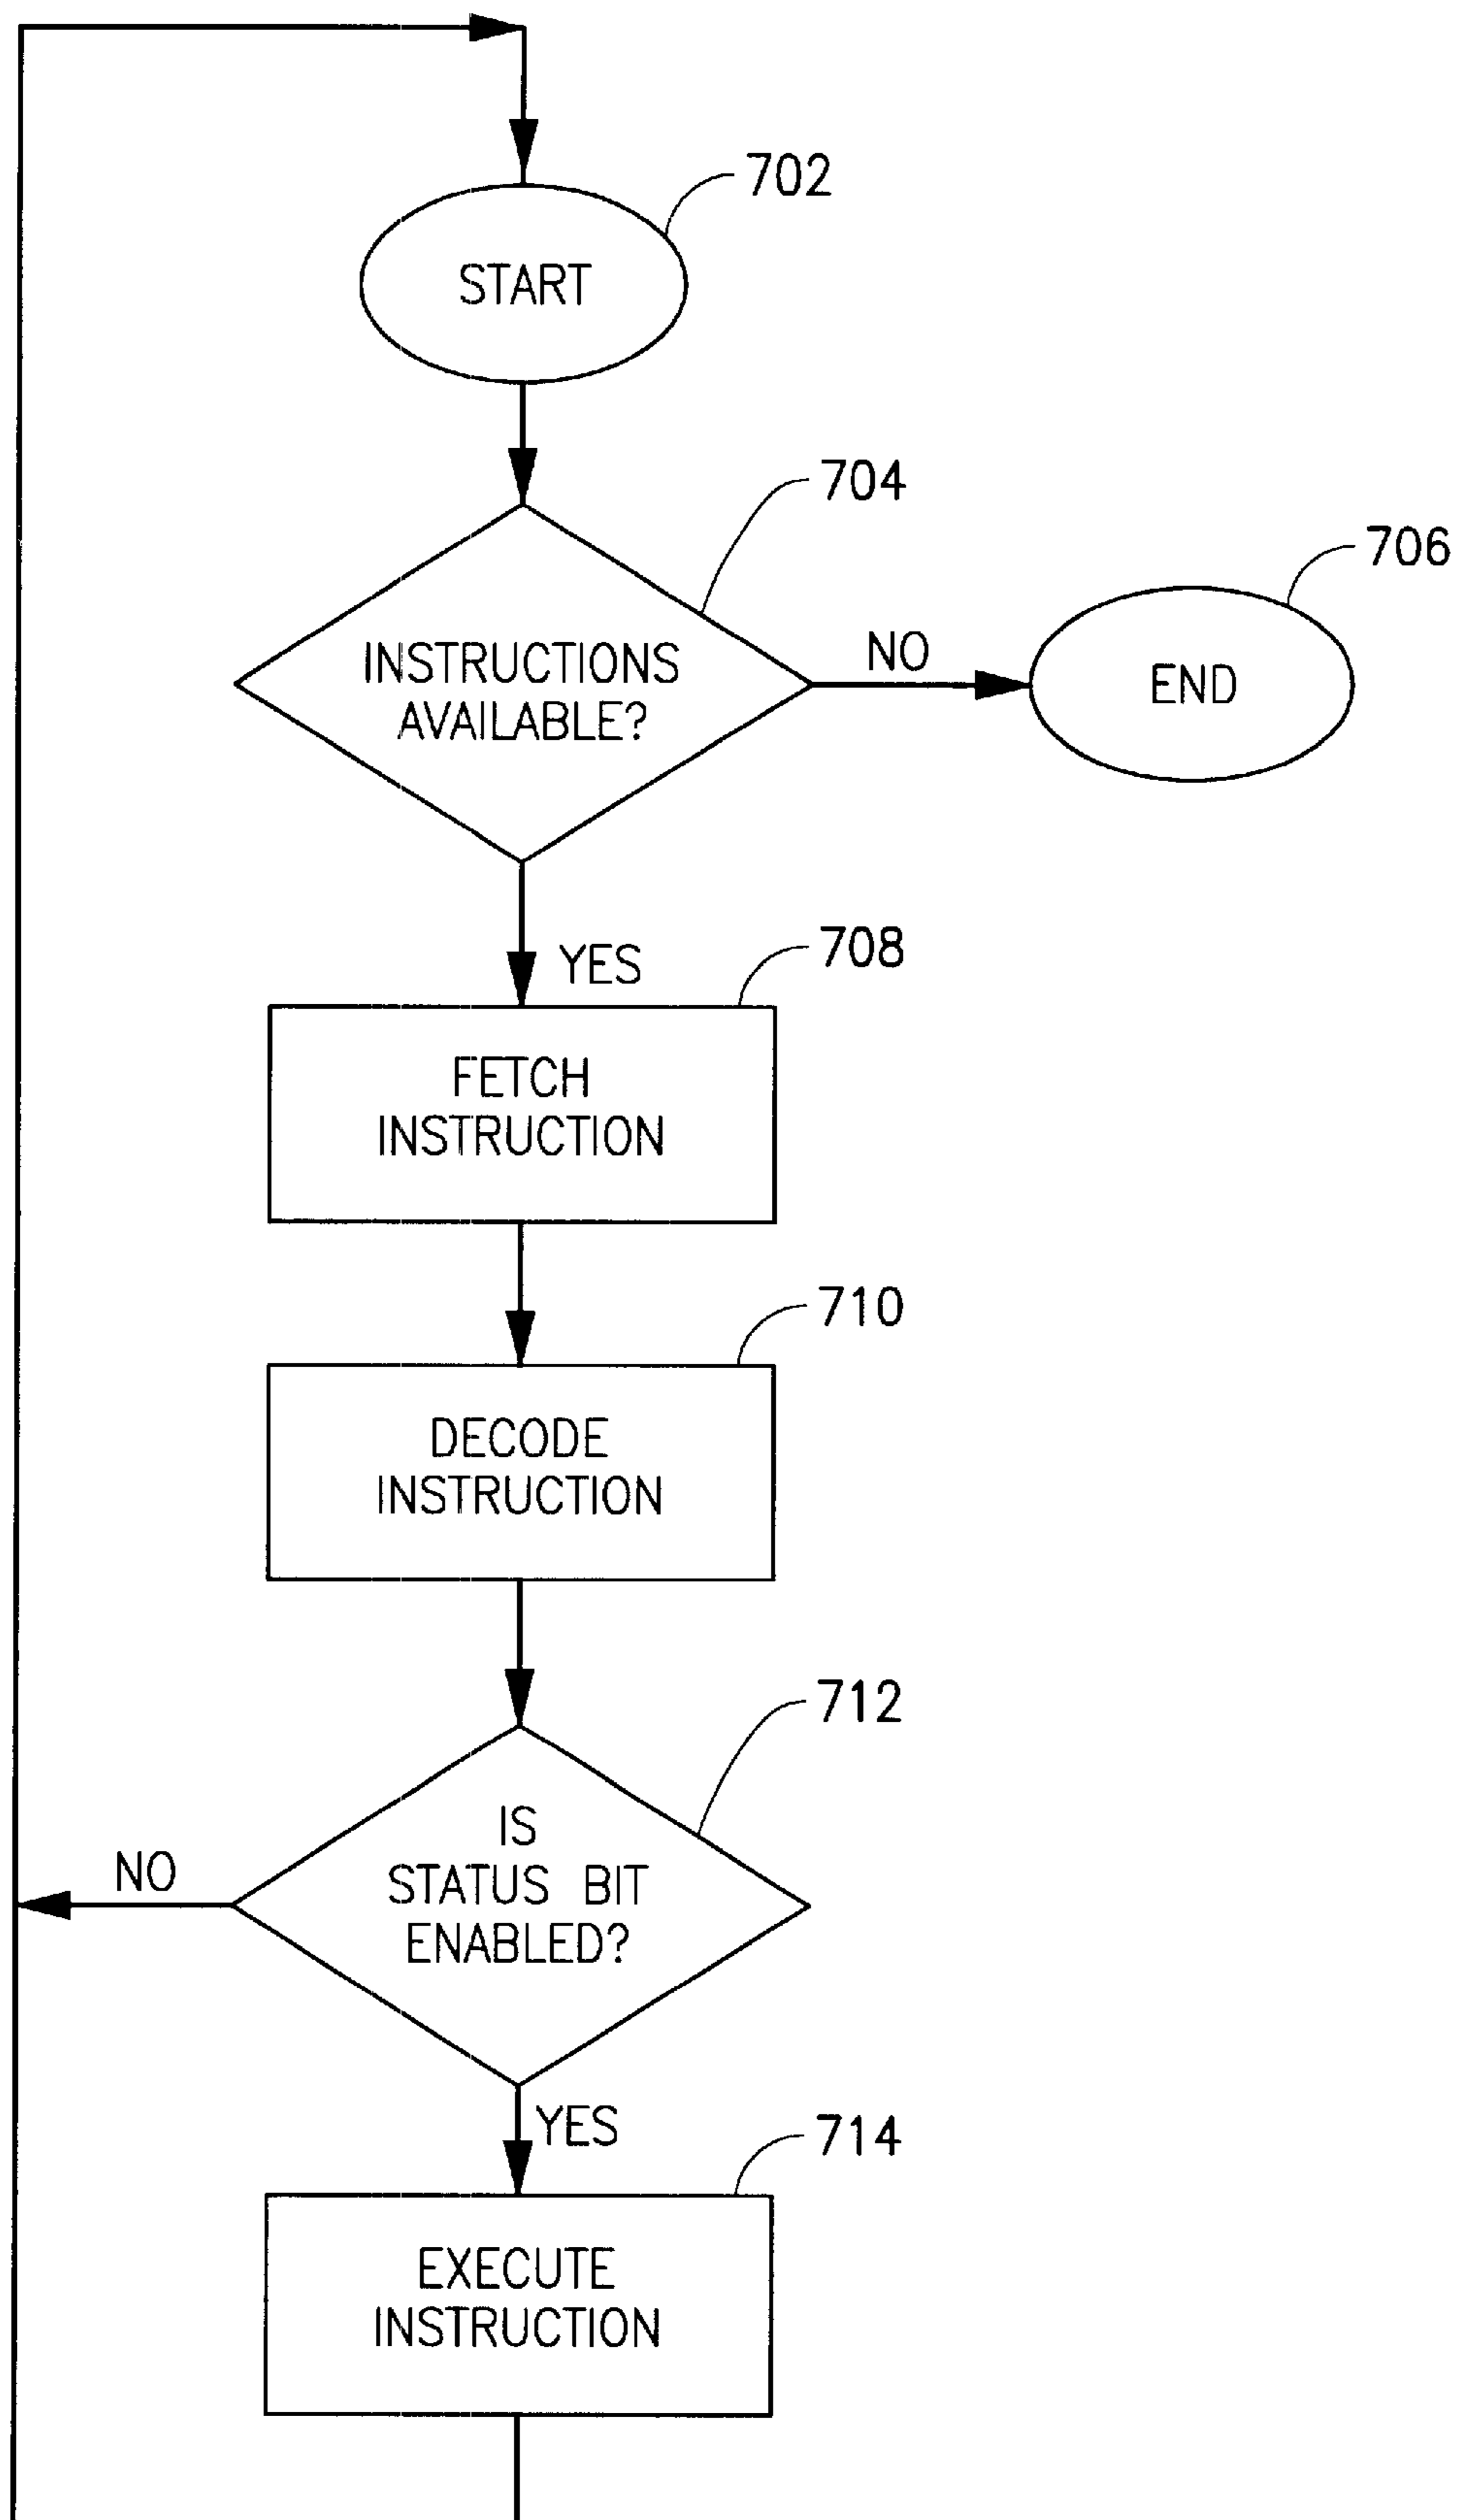 702
START
704
706
INSTRUCTIONS
AVAILABLE?
NO
END
YES
708
FETCH
INSTRUCTION
710
DECODE
INSTRUCTION
712
IS
STATUS BIT
ENABLED?
NO
YES
714
EXECUTE
INSTRUCTION